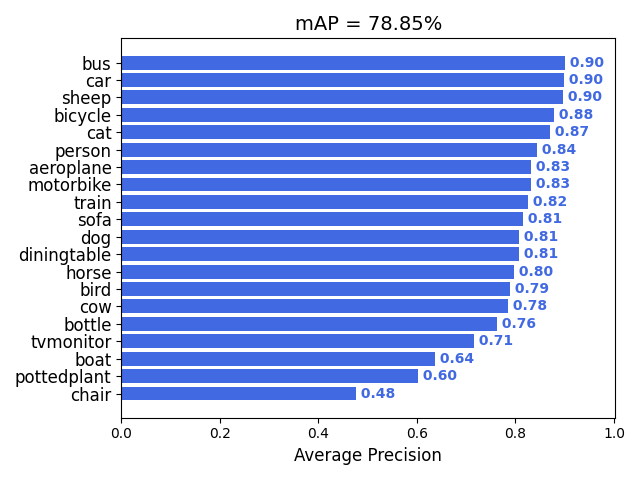 mAP = 78.85%
bus 0.90
car 0.90
sheep 0.90
bicycle 0.88
cat 0.87
person 0.84
aeroplane 0.83
motorbike 0.83
train 0.82
sofa 0.81
dog 0.81
diningtable 0.81
horse 0.80
bird 0.79
cow 0.78
bottle 0.76
tvmonitor 0.71
boat 0.64
pottedplant 0.60
chair 0.48
0.0 0.2 0.4 0.6 0.8 1.0
Average Precision